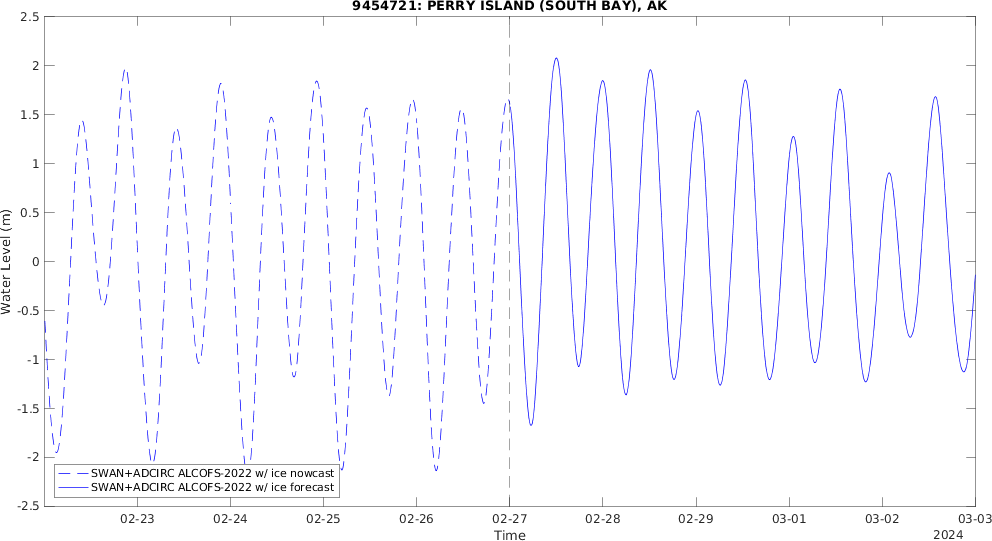 9454721: PERRY ISLAND (SOUTH BAY), AK
2.5
2
1.5
1
0.5
0
-0.5
-1
-1.5
-2
-2.5
Water Level (m)
SWAN+ADCIRC ALCOFS-2022 w/ ice nowcast
SWAN+ADCIRC ALCOFS-2022 w/ ice forecast
02-23 02-24 02-25 02-26 02-27 02-28 02-29 03-01 03-02 03-03
Time
2024